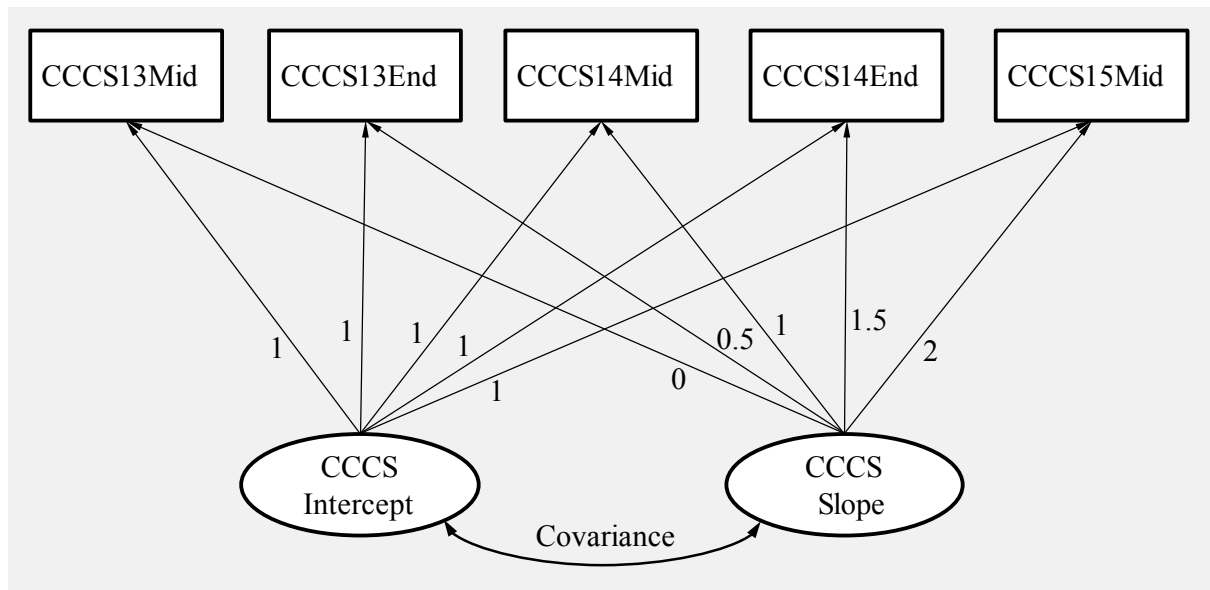 CCCS13Mid
CCCS13End
CCCS14Mid
CCCS14End
CCCS15Mid
1
1
1
1
1
0
0.5
1
1.5
2
CCCS
Intercept
CCCS
Slope
Covariance